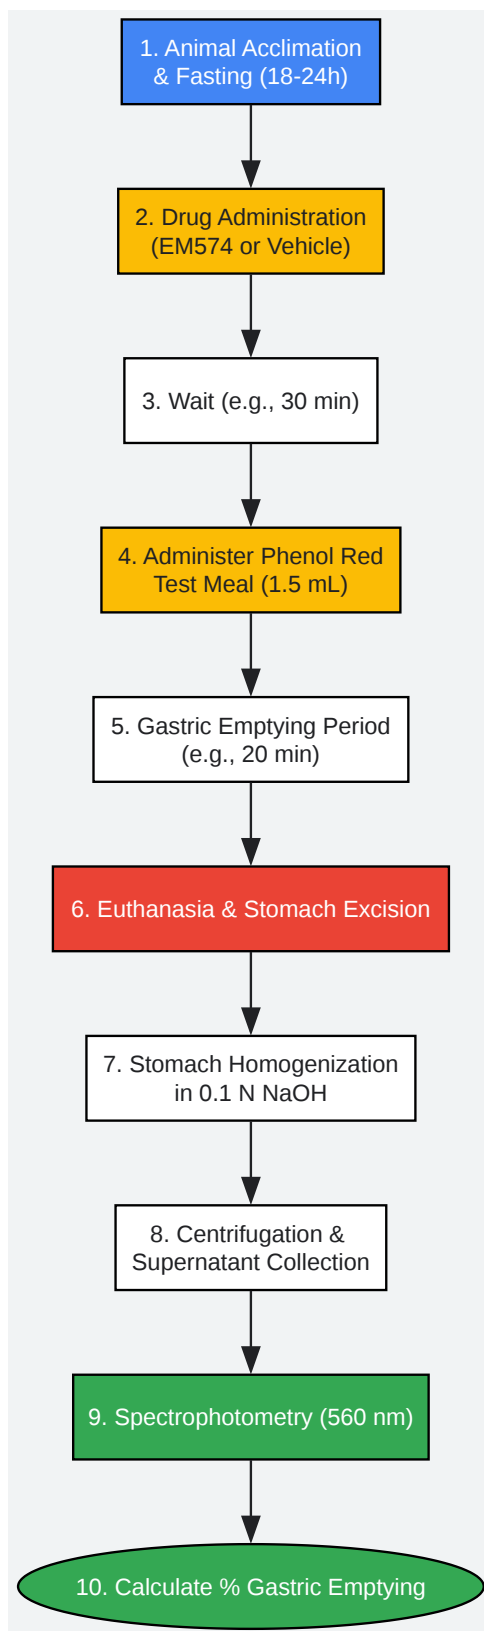 1. Animal Acclimation
& Fasting (18-24h)
2. Drug Administration
(EM574 or Vehicle)
3. Wait (e.g., 30 min)
4. Administer Phenol Red
Test Meal (1.5 mL)
5. Gastric Emptying Period
(e.g., 20 min)
6. Euthanasia & Stomach Excision
7. Stomach Homogenization
in 0.1 N NaOH
8. Centrifugation &
Supernatant Collection
9. Spectrophotometry (560 nm)
10. Calculate % Gastric Emptying